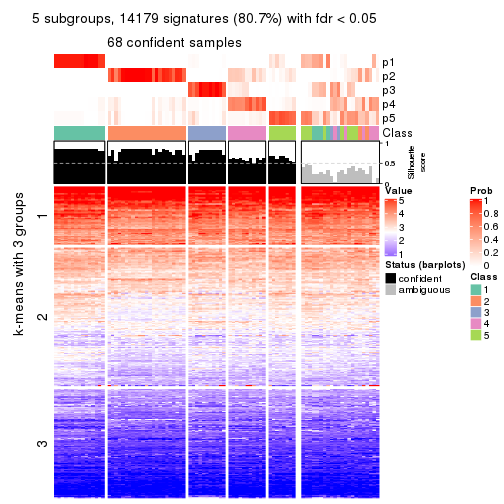 5 subgroups, 14179 signatures (80.7%) with fdr < 0.05
68 confident samples
p1
p2
p3
p4
p5
Class
1
0.5
0
Silhouette
score
k-means with 3 groups
1
2
3
Value
5
4
3
2
1
Status (barplots)
confident
ambiguous
Prob
1
0.8
0.6
0.4
0.2
0
Class
1
2
3
4
5